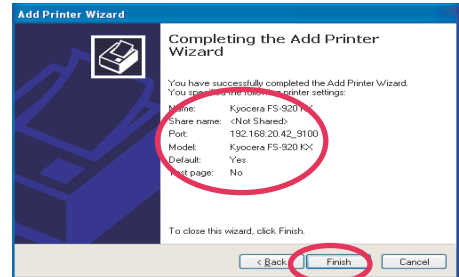 Add Printer Wizard
Completing the Add Printer
Wizard
You have successfully completed the Add Printer Wizard.
You specified the following printer settings:
Name: Kyocera FS-920 KX
Share name: <Not Shared>
Port: 192.168.20.42_9100
Model: Kyocera FS-920 KX
Default: Yes
Test page: No
To close this wizard, click Finish.
< Back Finish Cancel